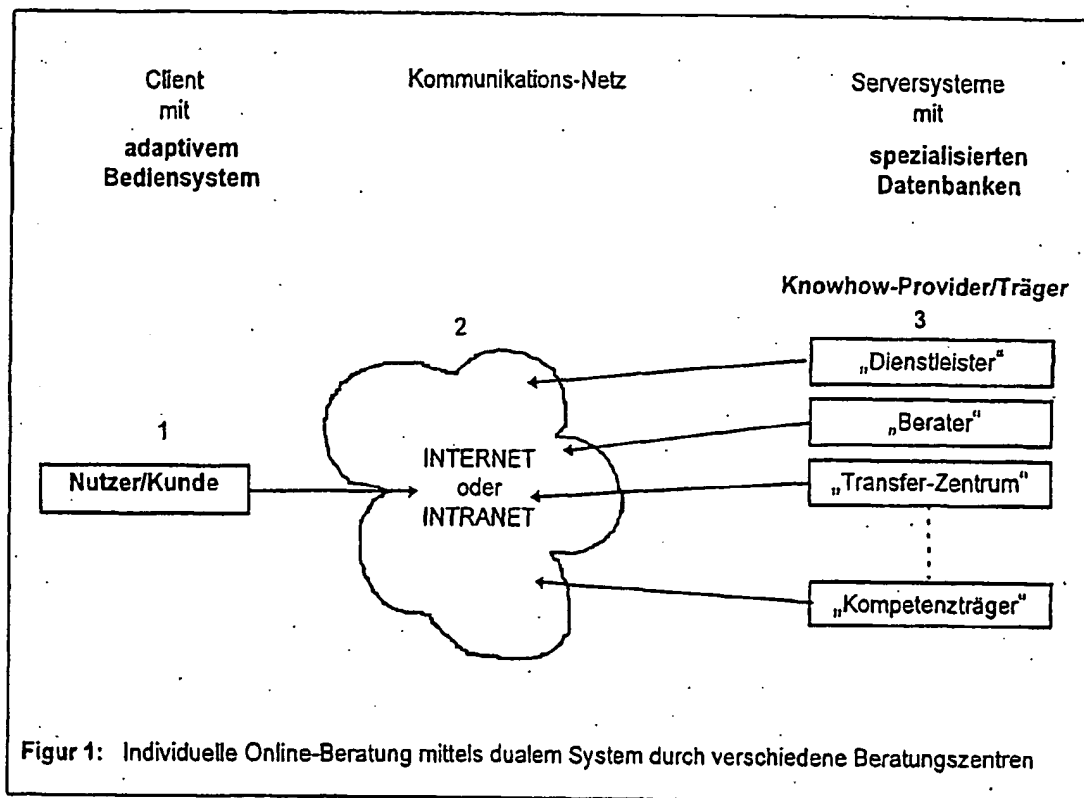 Client
mit
adaptivem
Bediensystem
Kommunikations-Netz
Serversysteme
mit
spezialisierten
Datenbanken
Knowhow-Provider/Träger
3
„Dienstleister“
„Berater“
„Transfer-Zentrum“
„Kompetenzträger“
2
INTERNET
oder
INTRANET
1
Nutzer/Kunde
Figur 1: Individuelle Online-Beratung mittels dualem System durch verschiedene Beratungszentren